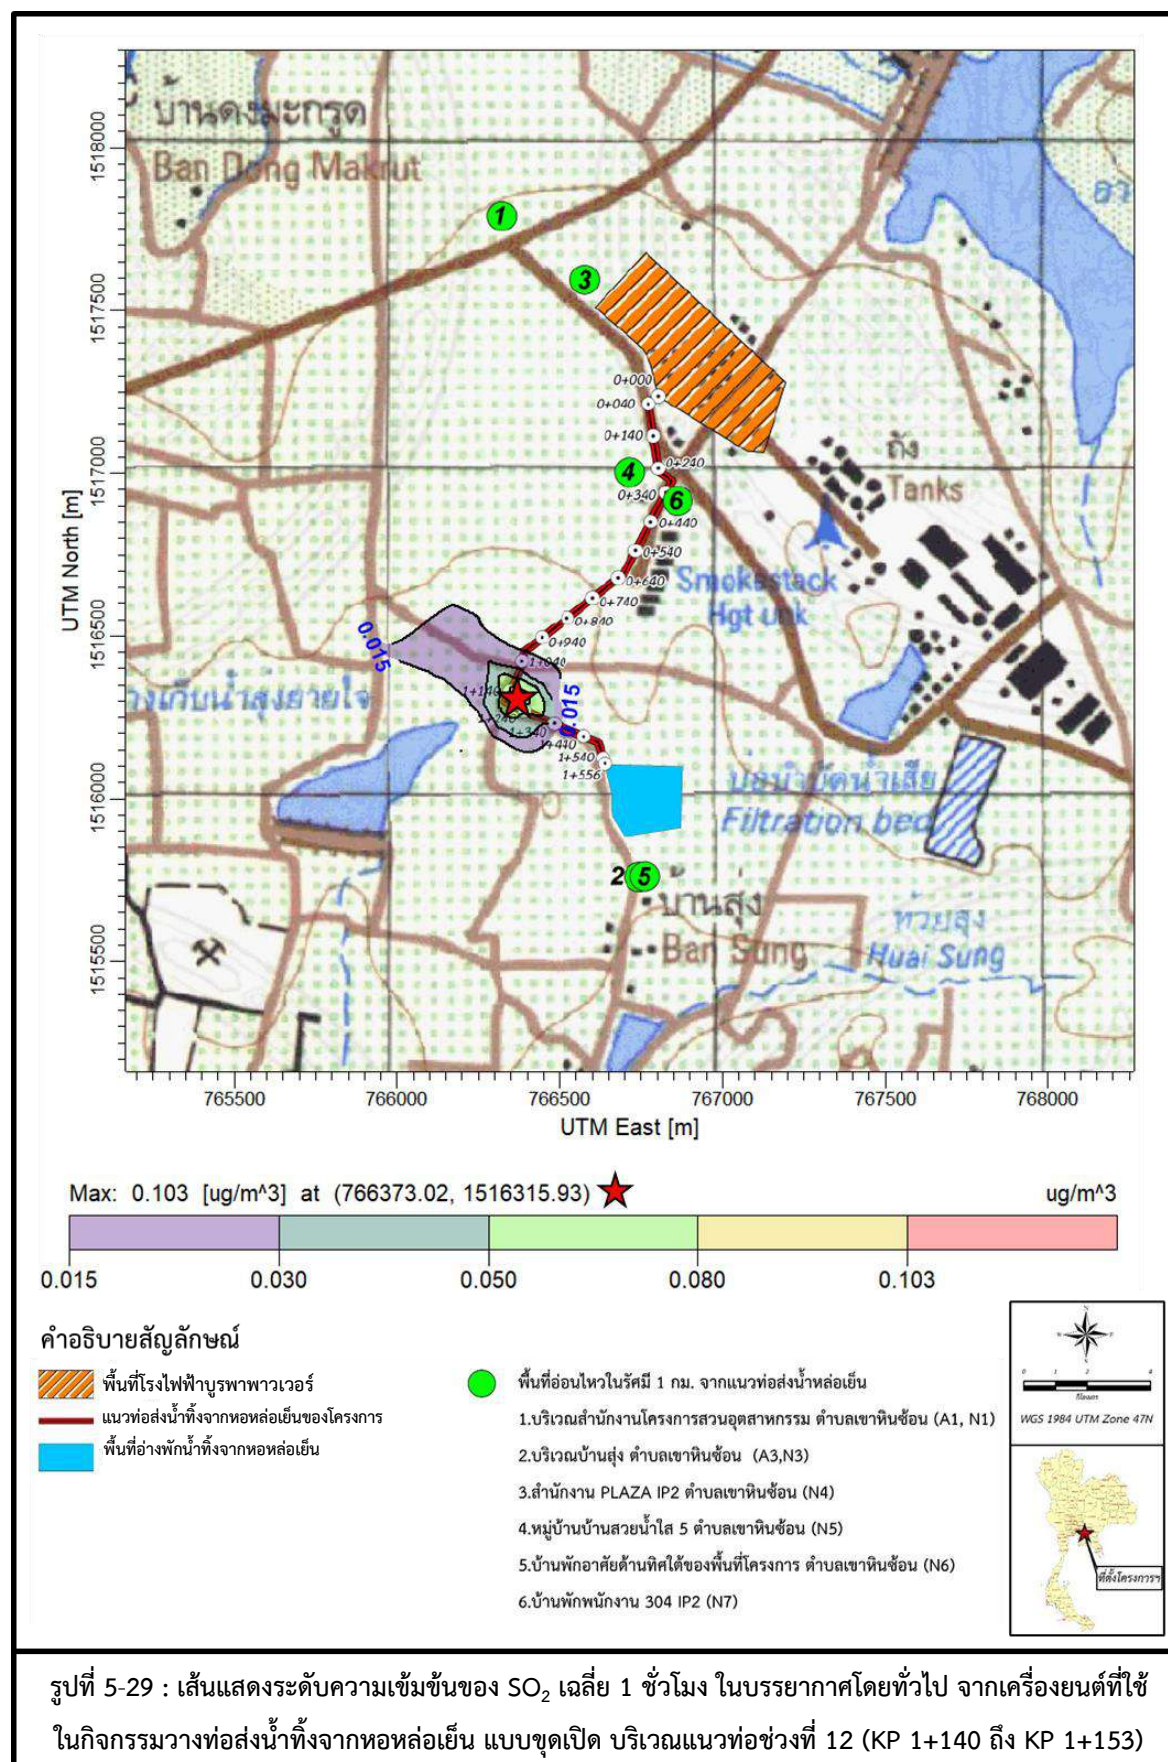 บ้านดงมะกรูด
Ban Dong Makrut
1
3
0+000
0+040
0+140
0+240
4
0+340
6
0+440
0+540
0+640
0+740
0+840
0+940
1+040
1+140
1+240
1+340
1+440
1+540
1+556
ถัง
Tanks
Smokestack
Hgt unk
0.015
0.015
บ่อบำบัดน้ำเสีย
Filtration bed
2
5
บ้านสุ่ง
Ban Sung
ห้วยสุ่ง
Huai Sung
UTM North [m]
1518000
1517500
1517000
1516500
1516000
1515500
765500 766000 766500 767000 767500 768000
UTM East [m]
Max: 0.103 [ug/m^3] at (766373.02, 1516315.93)
ug/m^3
0.015 0.030 0.050 0.080 0.103
คำอธิบายสัญลักษณ์
พื้นที่โรงไฟฟ้าบูรพาพาวเวอร์
แนวท่อส่งน้ำทิ้งจากหอหล่อเย็นของโครงการ
พื้นที่อ่างพักน้ำทิ้งจากหอหล่อเย็น
พื้นที่อ่อนไหวในรัศมี 1 กม. จากแนวท่อส่งน้ำหล่อเย็น
1.บริเวณสำนักงานโครงการสวนอุตสาหกรรม ตำบลเขาหินซ้อน (A1, N1)
2.บริเวณบ้านสุ่ง ตำบลเขาหินซ้อน (A3,N3)
3.สำนักงาน PLAZA IP2 ตำบลเขาหินซ้อน (N4)
4.หมู่บ้านบ้านสวยน้ำใส 5 ตำบลเขาหินซ้อน (N5)
5.บ้านพักอาศัยด้านทิศใต้ของพื้นที่โครงการ ตำบลเขาหินซ้อน (N6)
6.บ้านพักพนักงาน 304 IP2 (N7)
WGS 1984 UTM Zone 47N
ที่ตั้งโครงการฯ
รูปที่ 5-29 : เส้นแสดงระดับความเข้มข้นของ SO₂ เฉลี่ย 1 ชั่วโมง ในบรรยากาศโดยทั่วไป จากเครื่องยนต์ที่ใช้
ในกิจกรรมวางท่อส่งน้ำทิ้งจากหอหล่อเย็น แบบขุดเปิด บริเวณแนวท่อช่วงที่ 12 (KP 1+140 ถึง KP 1+153)